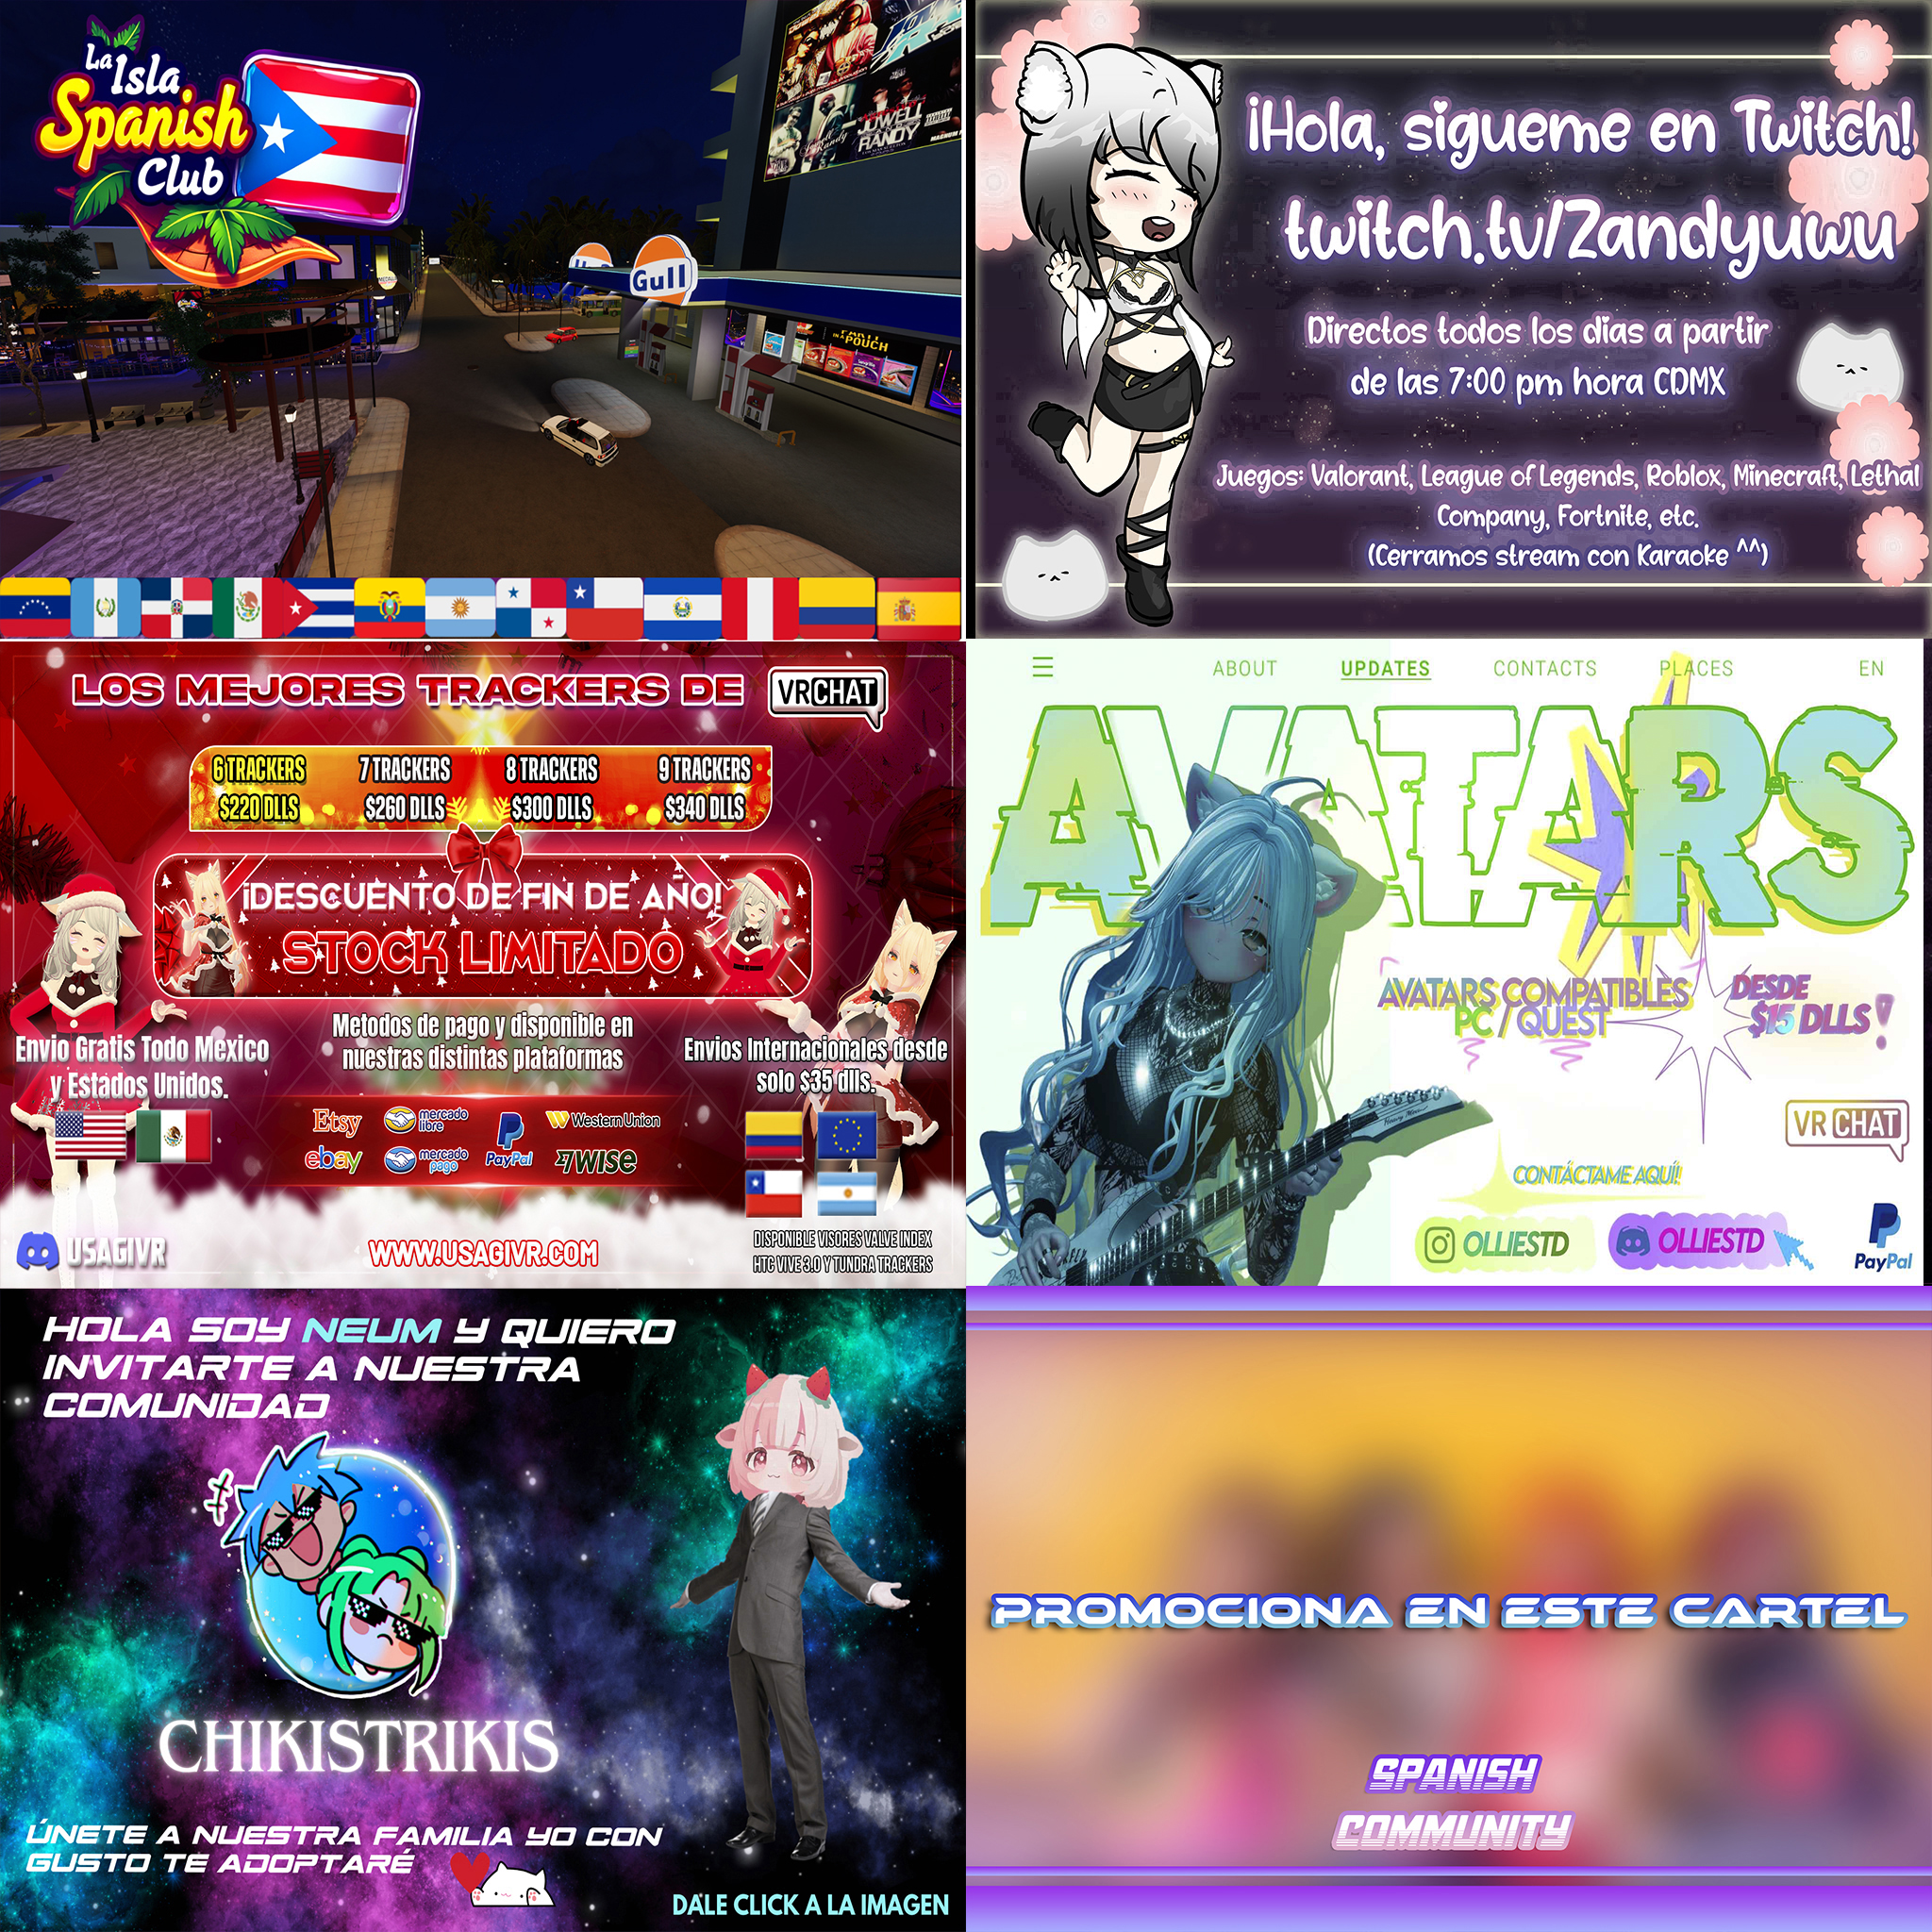 La Isla
Spanish
Club
JOWELL
RANDY
Gull
PARTY
IN A POUCH
¡Hola, sigueme en Twitch!
twitch.tv/Zandyuwu
Directos todos los dias a partir
de las 7:00 pm hora CDMX
Juegos: Valorant, League of Legends, Roblox, Minecraft, Lethal
Company, Fortnite, etc.
(Cerramos stream con Karaoke ^^)
LOS MEJORES TRACKERS DE VRCHAT
6 TRACKERS 7 TRACKERS 8 TRACKERS 9 TRACKERS
$220 DLLS $260 DLLS $300 DLLS $340 DLLS
¡DESCUENTO DE FIN DE AÑO!
STOCK LIMITADO
Envio Gratis Todo Mexico
y Estados Unidos.
Metodos de pago y disponible en
nuestras distintas plataformas
Envios Internacionales desde
solo $35 dlls.
Etsy mercado libre PayPal Western Union
ebay mercado pago WISE
USAGIVR
WWW.USAGIVR.COM
DISPONIBLE VISORES VALVE INDEX
HTC VIVE 3.0 Y TUNDRA TRACKERS
ABOUT UPDATES CONTACTS PLACES EN
AVATARS
AVATARS COMPATIBLES
PC / QUEST
DESDE
$15 DLLS!
VRCHAT
CONTÁCTAME AQUÍ!
OLLIESTD OLLIESTD
PayPal
HOLA SOY NEUM Y QUIERO
INVITARTE A NUESTRA
COMUNIDAD
CHIKISTRIKIS
ÚNETE A NUESTRA FAMILIA YO CON
GUSTO TE ADOPTARÉ
DALE CLICK A LA IMAGEN
PROMOCIONA EN ESTE CARTEL
SPANISH
COMMUNITY